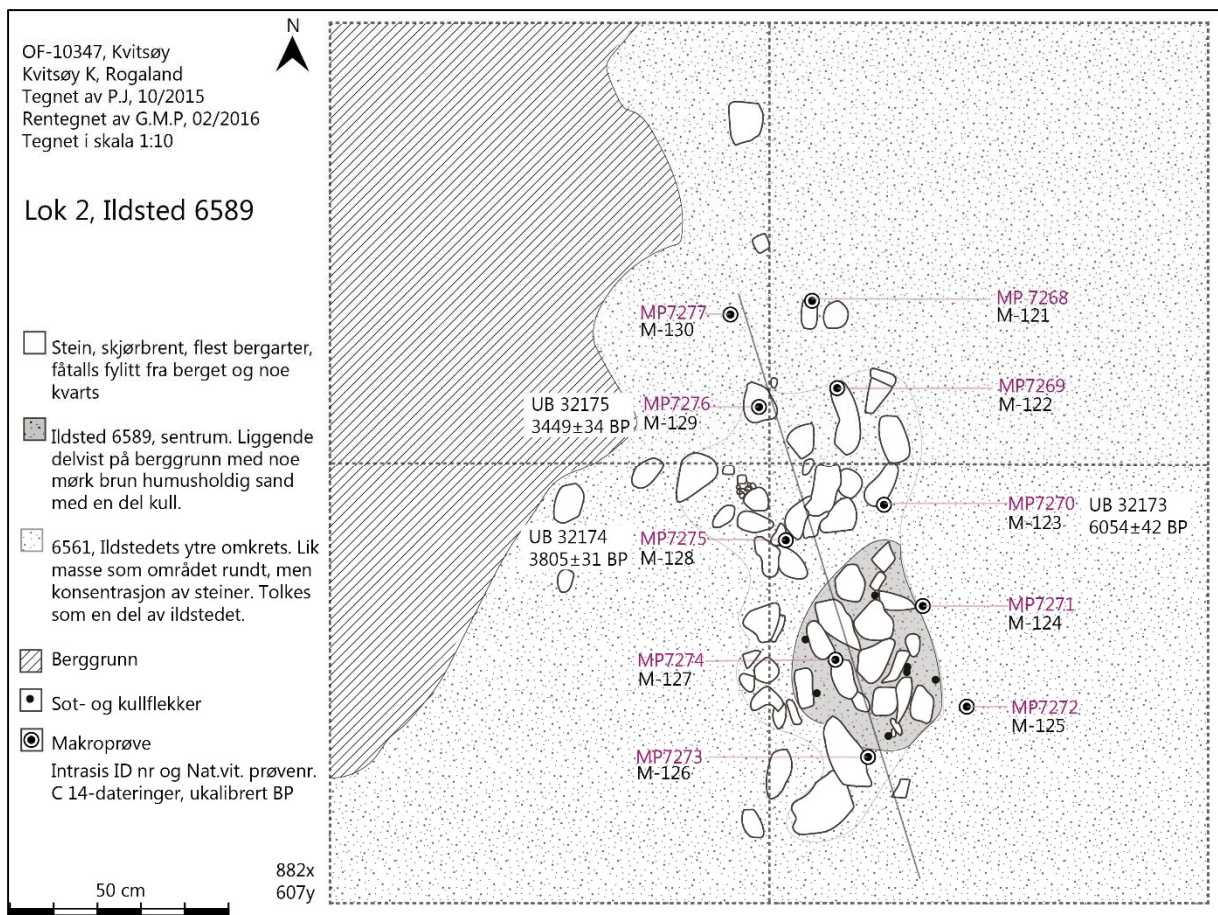 OF-10347, Kvitsøy
Kvitsøy K, Rogaland
Tegnet av P.J, 10/2015
Rentegnet av G.M.P, 02/2016
Tegnet i skala 1:10
N
Lok 2, Ildsted 6589
Stein, skjørbrent, flest bergarter,
fåtalls fylitt fra berget og noe
kvarts
Ildsted 6589, sentrum. Liggende
delvist på berggrunn med noe
mørk brun humusholdig sand
med en del kull.
6561, Ildstedets ytre omkrets. Lik
masse som området rundt, men
konsentrasjon av steiner. Tolkes
som en del av ildstedet.
Berggrunn
Sot- og kullflekker
Makroprøve
Intrasis ID nr og Nat.vit. prøvenr.
C 14-dateringer, ukalibrert BP
50 cm
882x
607y
MP7277
M-130
MP 7268
M-121
UB 32175
3449±34 BP
MP7276
M-129
MP7269
M-122
UB 32174
3805±31 BP
MP7275
M-128
MP7270
M-123
UB 32173
6054±42 BP
MP7271
M-124
MP7274
M-127
MP7272
M-125
MP7273
M-126